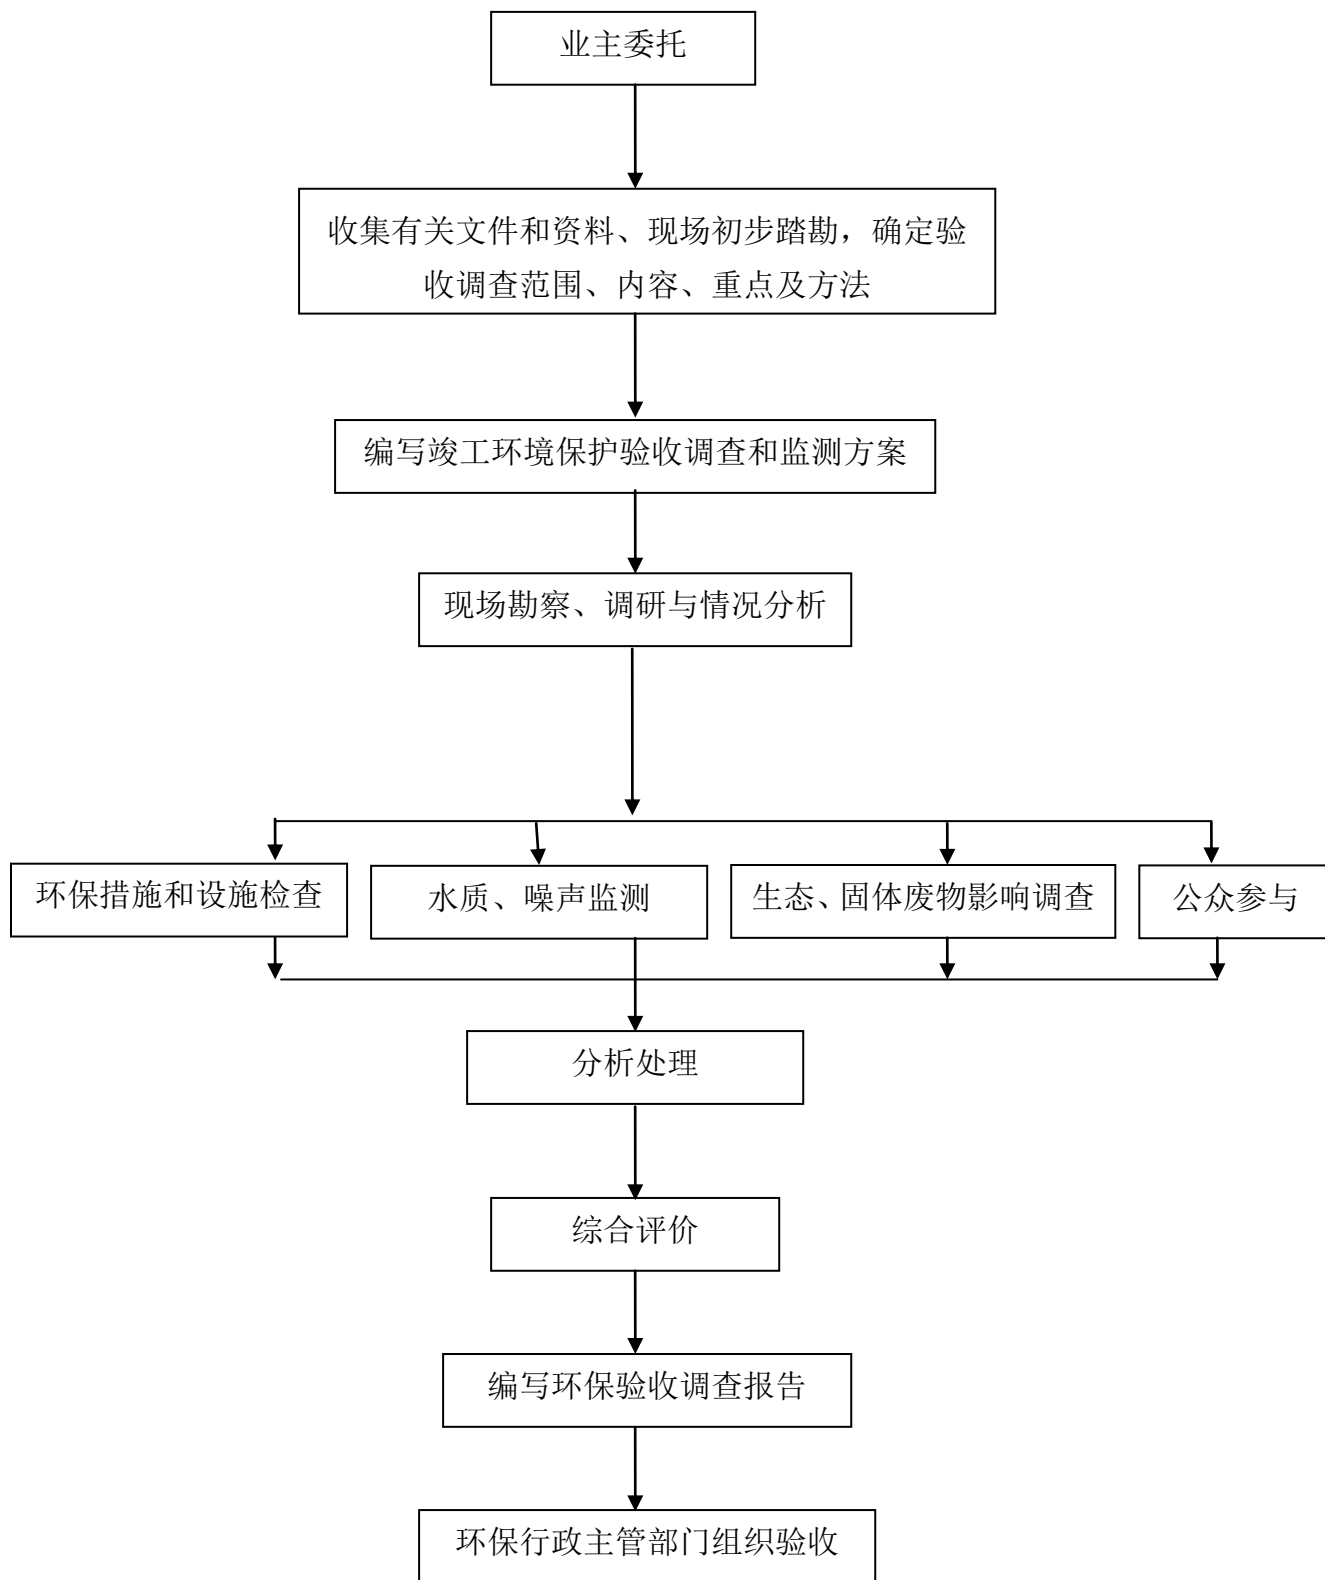 业主委托
收集有关文件和资料、现场初步踏勘，确定验
收调查范围、内容、重点及方法
编写竣工环境保护验收调查和监测方案
现场勘察、调研与情况分析
环保措施和设施检查
水质、噪声监测
生态、固体废物影响调查
公众参与
分析处理
综合评价
编写环保验收调查报告
环保行政主管部门组织验收